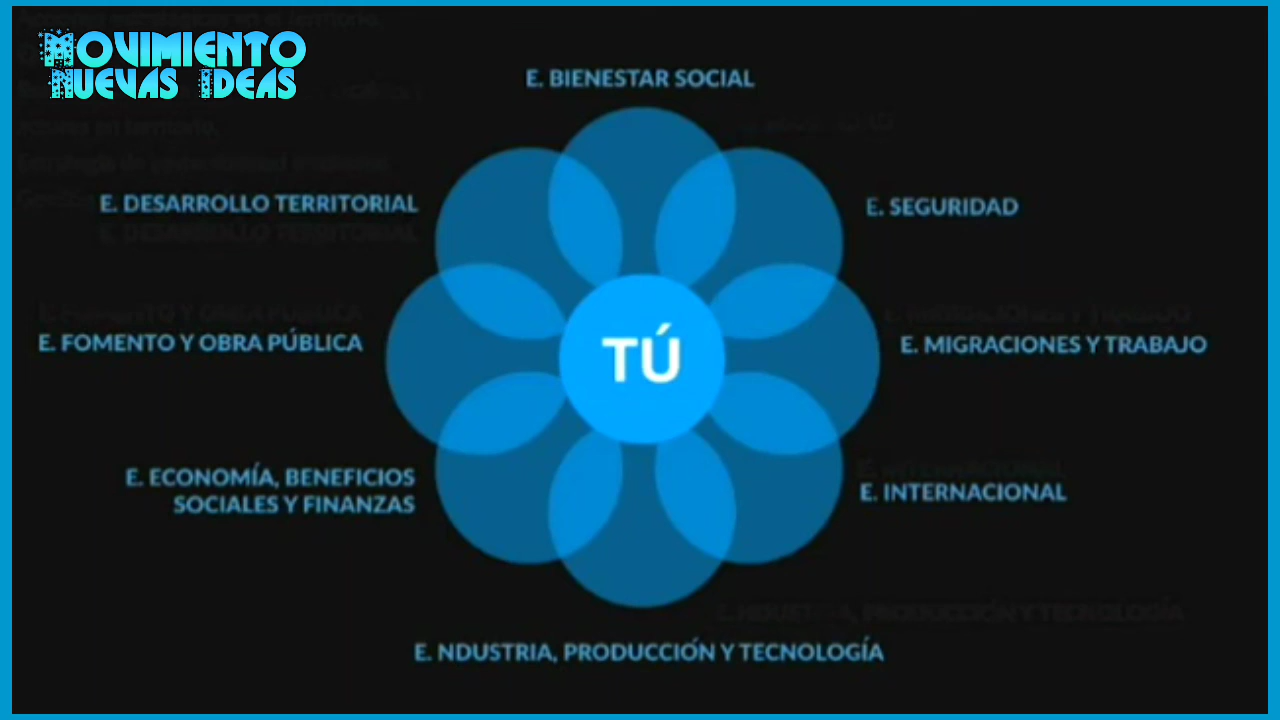 MOVIMIENTO
NUEVAS IDEAS
E. BIENESTAR SOCIAL
E. DESARROLLO TERRITORIAL
E. SEGURIDAD
E. FOMENTO Y OBRA PÚBLICA
TÚ
E. MIGRACIONES Y TRABAJO
E. ECONOMÍA, BENEFICIOS
SOCIALES Y FINANZAS
E. INTERNACIONAL
E. NDUSTRIA, PRODUCCIÓN Y TECNOLOGÍA